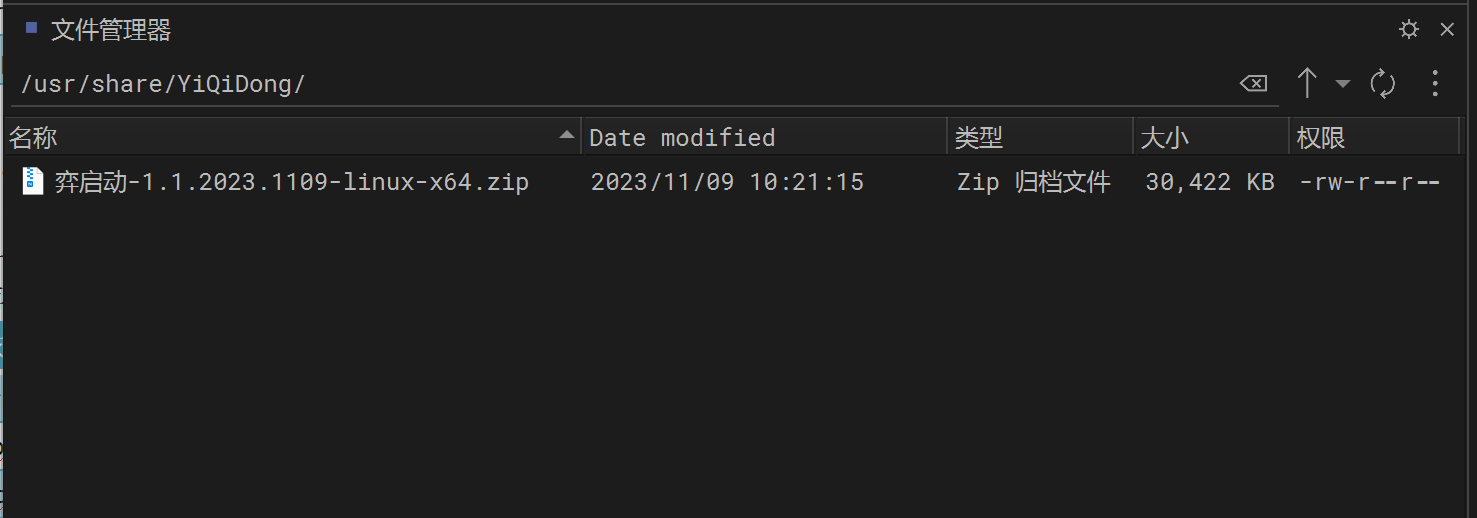 文件管理器
/usr/share/YiQiDong/
名称 Date modified 类型 大小 权限
弈启动-1.1.2023.1109-linux-x64.zip 2023/11/09 10:21:15 Zip 归档文件 30,422 KB -rw-r--r--